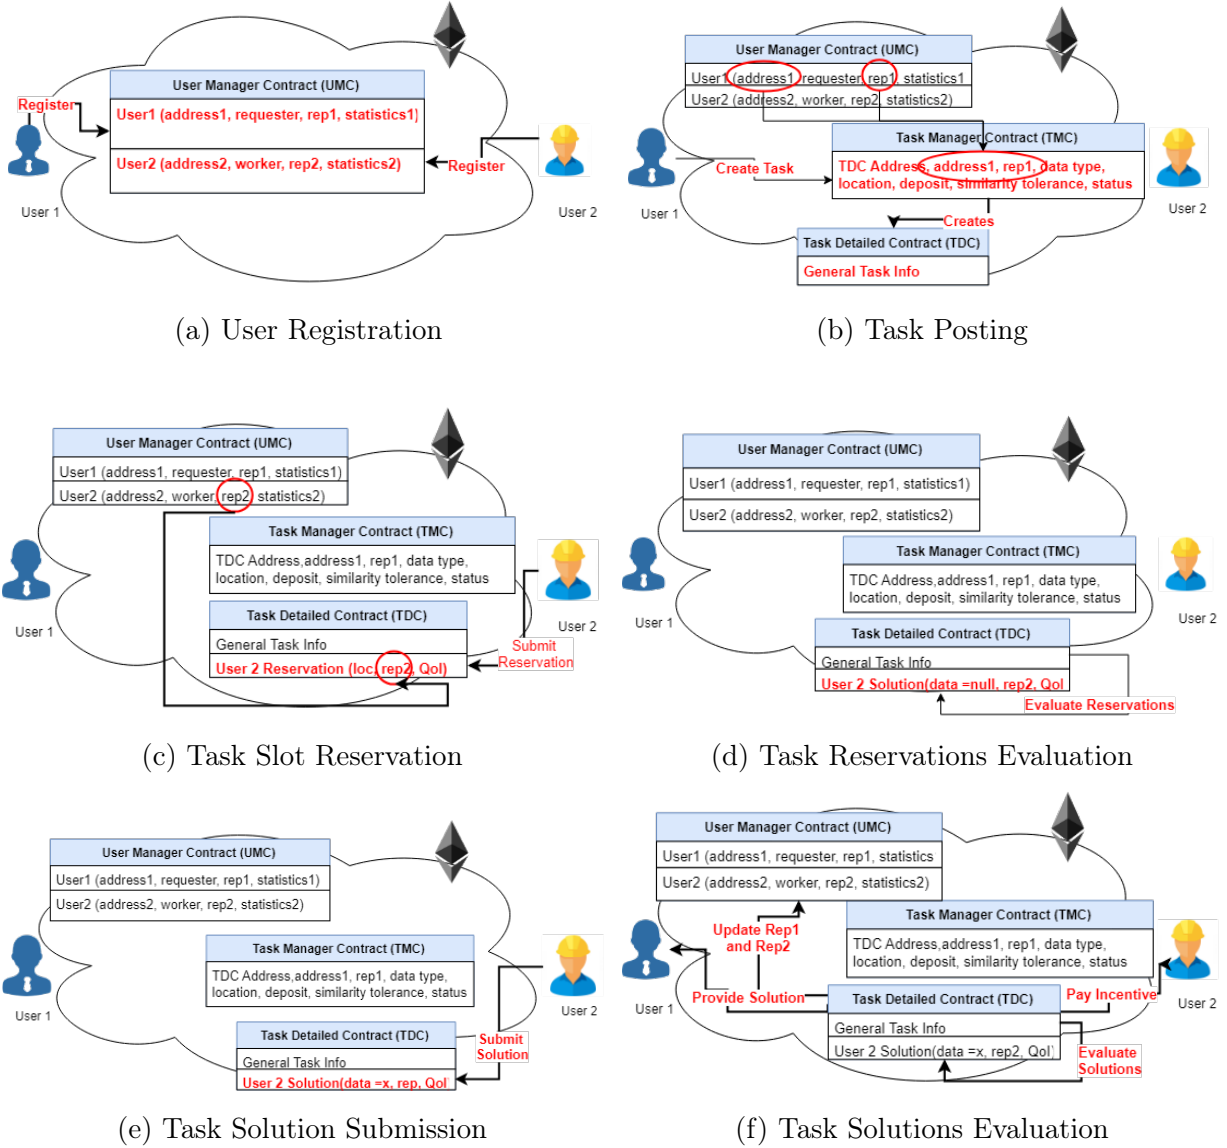 User Manager Contract (UMC)
User1 (address1, requester, rep1, statistics1)
User2 (address2, worker, rep2, statistics2)
Register
Register
User 1
User 2
(a) User Registration
User Manager Contract (UMC)
User1 (address1, requester, rep1, statistics1
User2 (address2, worker, rep2, statistics2)
Task Manager Contract (TMC)
TDC Address, address1, rep1, data type,
location, deposit, similarity tolerance, status
Create Task
Creates
Task Detailed Contract (TDC)
General Task Info
User 1
User 2
(b) Task Posting
User Manager Contract (UMC)
User1 (address1, requester, rep1, statistics1)
User2 (address2, worker, rep2, statistics2)
Task Manager Contract (TMC)
TDC Address,address1, rep1, data type,
location, deposit, similarity tolerance, status
Task Detailed Contract (TDC)
General Task Info
User 2 Reservation (loc, rep2, QoI)
Submit
Reservation
User 1
User 2
(c) Task Slot Reservation
User Manager Contract (UMC)
User1 (address1, requester, rep1, statistics1)
User2 (address2, worker, rep2, statistics2)
Task Manager Contract (TMC)
TDC Address,address1, rep1, data type,
location, deposit, similarity tolerance, status
Task Detailed Contract (TDC)
General Task Info
User 2 Solution(data =null, rep2, QoI
Evaluate Reservations
User 1
User 2
(d) Task Reservations Evaluation
User Manager Contract (UMC)
User1 (address1, requester, rep1, statistics1)
User2 (address2, worker, rep2, statistics2)
Task Manager Contract (TMC)
TDC Address,address1, rep1, data type,
location, deposit, similarity tolerance, status
Task Detailed Contract (TDC)
General Task Info
User 2 Solution(data =x, rep, QoI
Submit
Solution
User 1
User 2
(e) Task Solution Submission
User Manager Contract (UMC)
User1 (address1, requester, rep1, statistics
User2 (address2, worker, rep2, statistics2)
Task Manager Contract (TMC)
TDC Address,address1, rep1, data type,
location, deposit, similarity tolerance, status
Update Rep1
and Rep2
Provide Solution
Pay Incentive
Task Detailed Contract (TDC)
General Task Info
User 2 Solution(data =x, rep2, QoI)
Evaluate
Solutions
User 1
User 2
(f) Task Solutions Evaluation